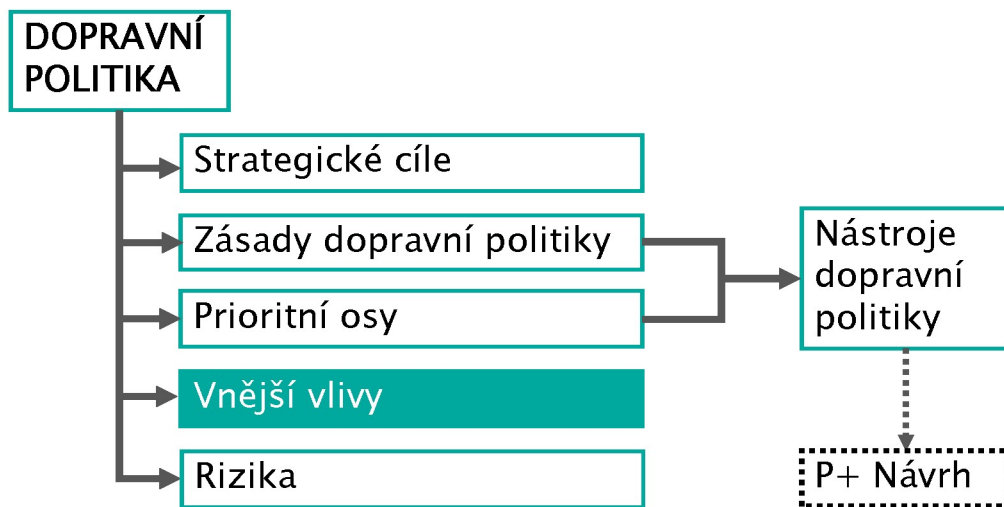 DOPRAVNÍ
POLITIKA
Strategické cíle
Zásady dopravní politiky
Prioritní osy
Vnější vlivy
Rizika
Nástroje
dopravní
politiky
P+ Návrh